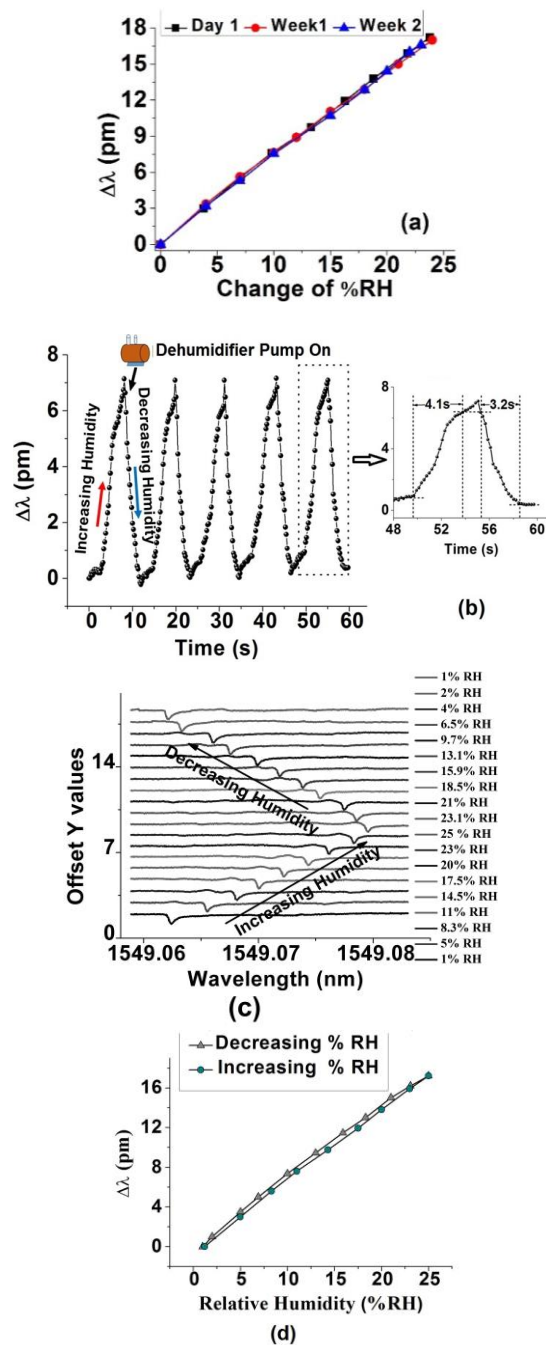 Day 1 Week1 Week 2
18
15
12
9
6
3
0
Δλ (pm)
(a)
0 5 10 15 20 25
Change of %RH
Dehumidifier Pump On
8
6
4
2
0
Δλ (pm)
Increasing Humidity
Decreasing Humidity
0 10 20 30 40 50 60
Time (s)
8
4
0
4.1s 3.2s
48 52 56 60
Time (s)
(b)
14
7
0
Offset Y values
Decreasing Humidity
Increasing Humidity
1549.06 1549.07 1549.08
Wavelength (nm)
1% RH
2% RH
4% RH
6.5% RH
9.7% RH
13.1% RH
15.9% RH
18.5% RH
21% RH
23.1% RH
25 % RH
23% RH
20% RH
17.5% RH
14.5% RH
11% RH
8.3% RH
5% RH
1% RH
(c)
Decreasing % RH
Increasing % RH
16
12
8
4
0
Δλ (pm)
0 5 10 15 20 25
Relative Humidity (%RH)
(d)